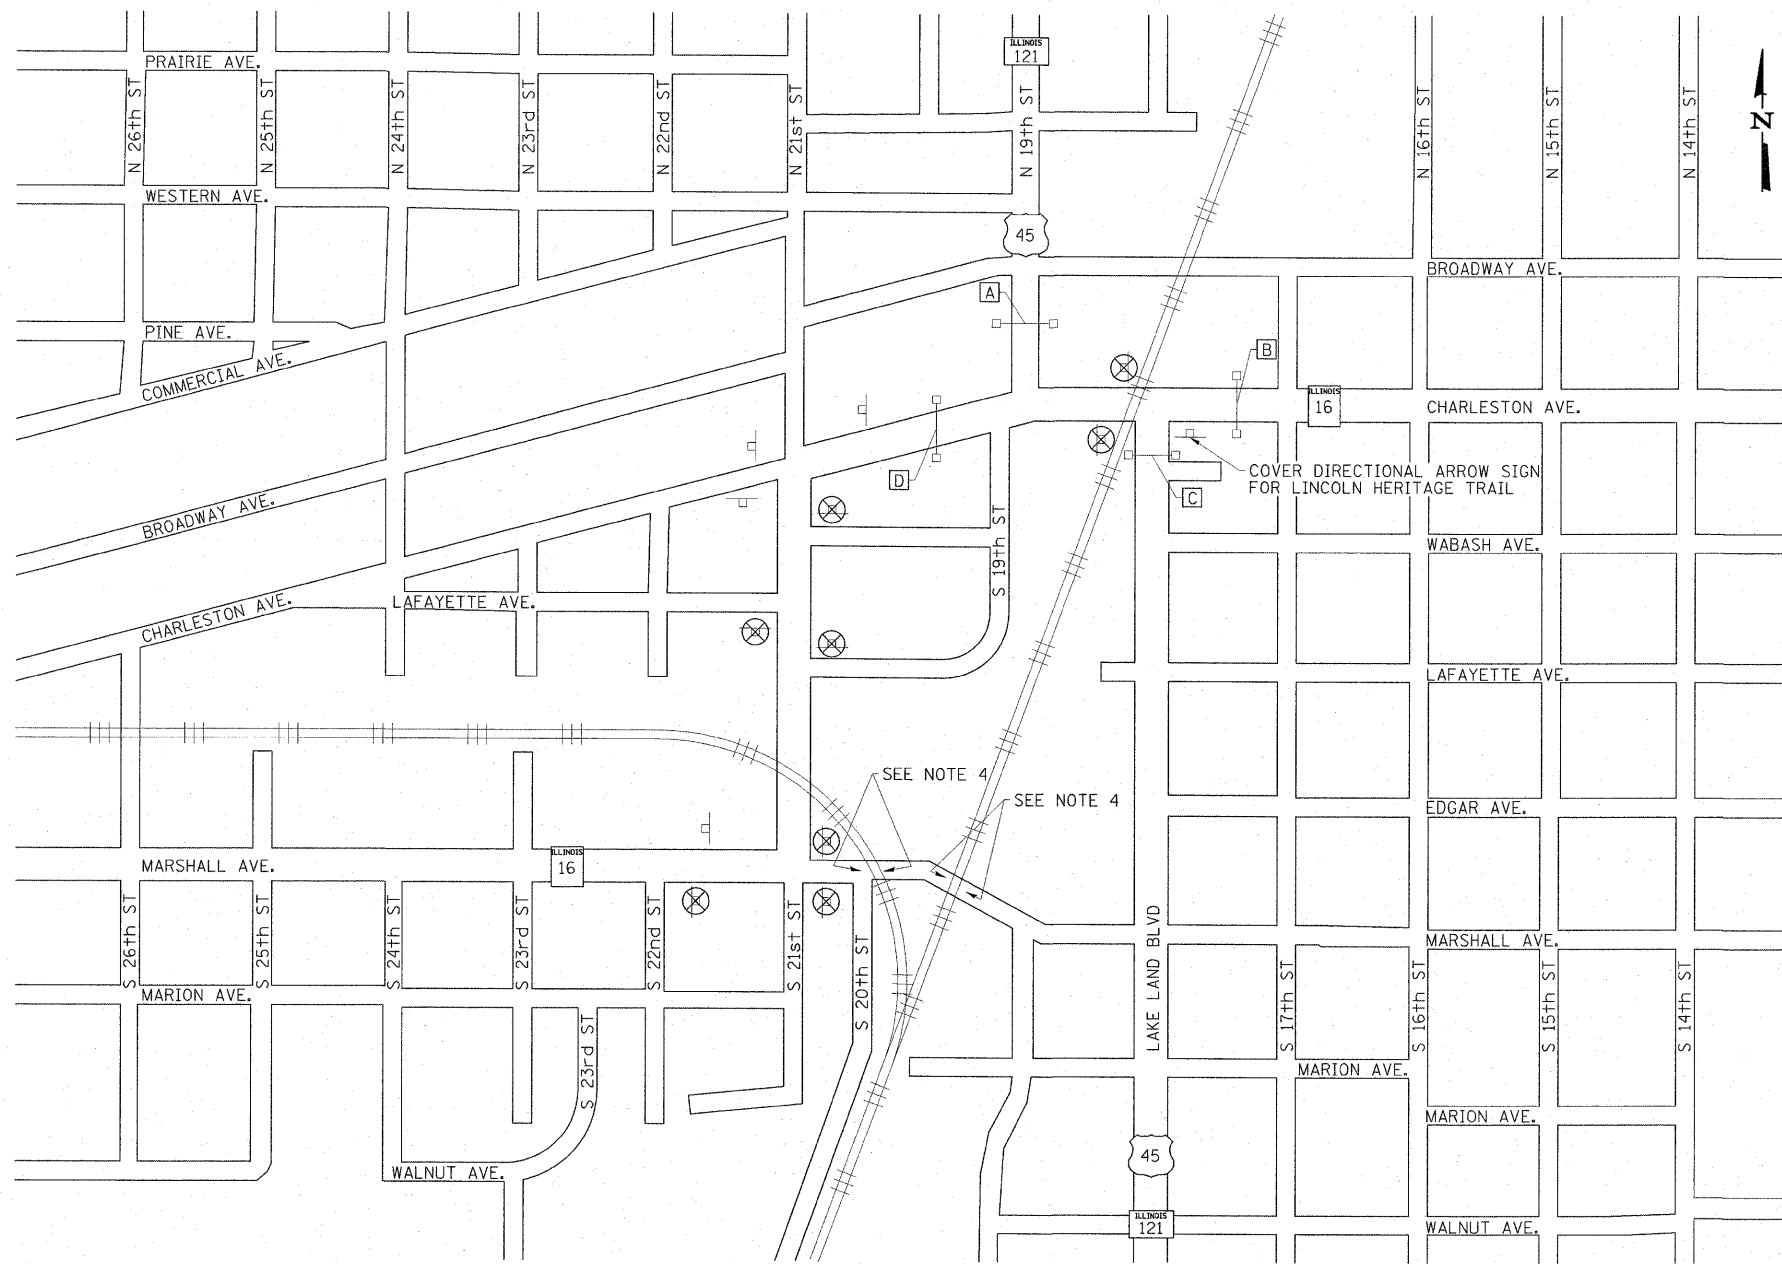 ILLINOIS
121
PRAIRIE AVE.
N 26th ST
N 25th ST
N 24th ST
N 23rd ST
N 22nd ST
N 21st ST
N 19th ST
N 16th ST
N 15th ST
N 14th ST
N
WESTERN AVE.
45
BROADWAY AVE.
A
PINE AVE.
B
COMMERCIAL AVE.
ILLINOIS
16
CHARLESTON AVE.
COVER DIRECTIONAL ARROW SIGN
FOR LINCOLN HERITAGE TRAIL
D
C
BROADWAY AVE.
S 19th ST
WABASH AVE.
LAFAYETTE AVE.
CHARLESTON AVE.
LAFAYETTE AVE.
SEE NOTE 4
SEE NOTE 4
EDGAR AVE.
MARSHALL AVE.
ILLINOIS
16
S 26th ST
S 25th ST
S 24th ST
S 23rd ST
S 22nd ST
S 21st ST
S 20th ST
LAKE LAND BLVD
MARSHALL AVE.
S 17th ST
S 16th ST
S 15th ST
S 14th ST
MARION AVE.
S 23rd ST
MARION AVE.
MARION AVE.
45
WALNUT AVE.
ILLINOIS
121
WALNUT AVE.